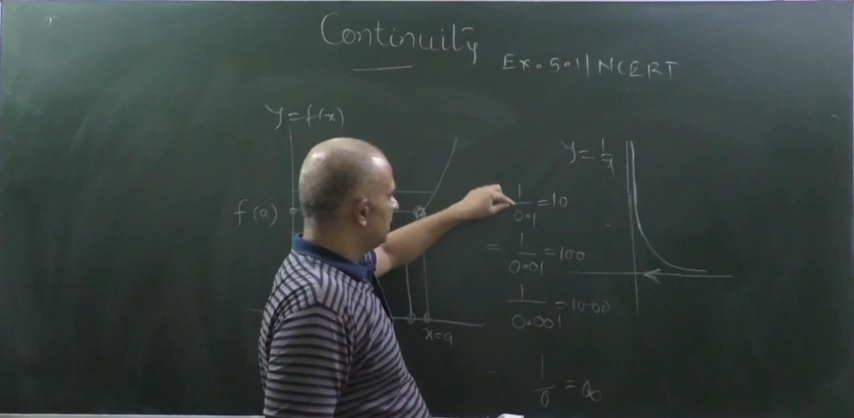 Continuity
Ex. 5.1 | NCERT
y = f(x)
y = 1/x
f(a)
1/0.1 = 10
= 1/0.01 = 100
1/0.001 = 1000
x=a
1/0 = ∞